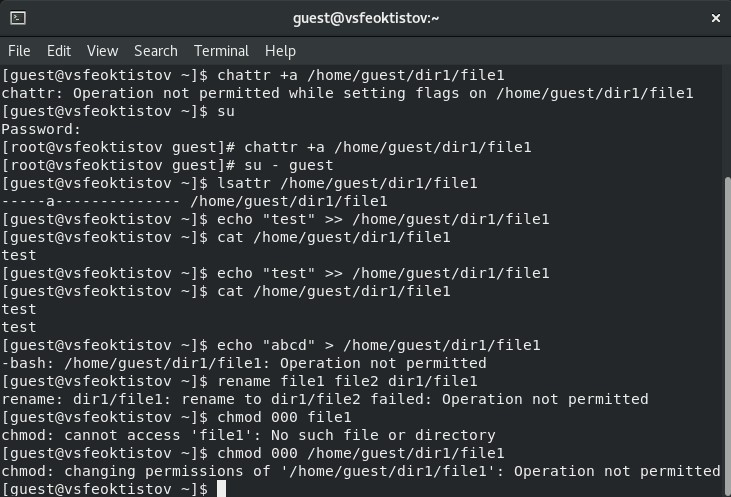 guest@vsfeoktistov:~
File Edit View Search Terminal Help
[guest@vsfeoktistov ~]$ chattr +a /home/guest/dir1/file1
chattr: Operation not permitted while setting flags on /home/guest/dir1/file1
[guest@vsfeoktistov ~]$ su
Password:
[root@vsfeoktistov guest]# chattr +a /home/guest/dir1/file1
[root@vsfeoktistov guest]# su - guest
[guest@vsfeoktistov ~]$ lsattr /home/guest/dir1/file1
-----a-------------- /home/guest/dir1/file1
[guest@vsfeoktistov ~]$ echo "test" >> /home/guest/dir1/file1
[guest@vsfeoktistov ~]$ cat /home/guest/dir1/file1
test
[guest@vsfeoktistov ~]$ echo "test" >> /home/guest/dir1/file1
[guest@vsfeoktistov ~]$ cat /home/guest/dir1/file1
test
test
[guest@vsfeoktistov ~]$ echo "abcd" > /home/guest/dir1/file1
-bash: /home/guest/dir1/file1: Operation not permitted
[guest@vsfeoktistov ~]$ rename file1 file2 dir1/file1
rename: dir1/file1: rename to dir1/file2 failed: Operation not permitted
[guest@vsfeoktistov ~]$ chmod 000 file1
chmod: cannot access 'file1': No such file or directory
[guest@vsfeoktistov ~]$ chmod 000 /home/guest/dir1/file1
chmod: changing permissions of '/home/guest/dir1/file1': Operation not permitted
[guest@vsfeoktistov ~]$